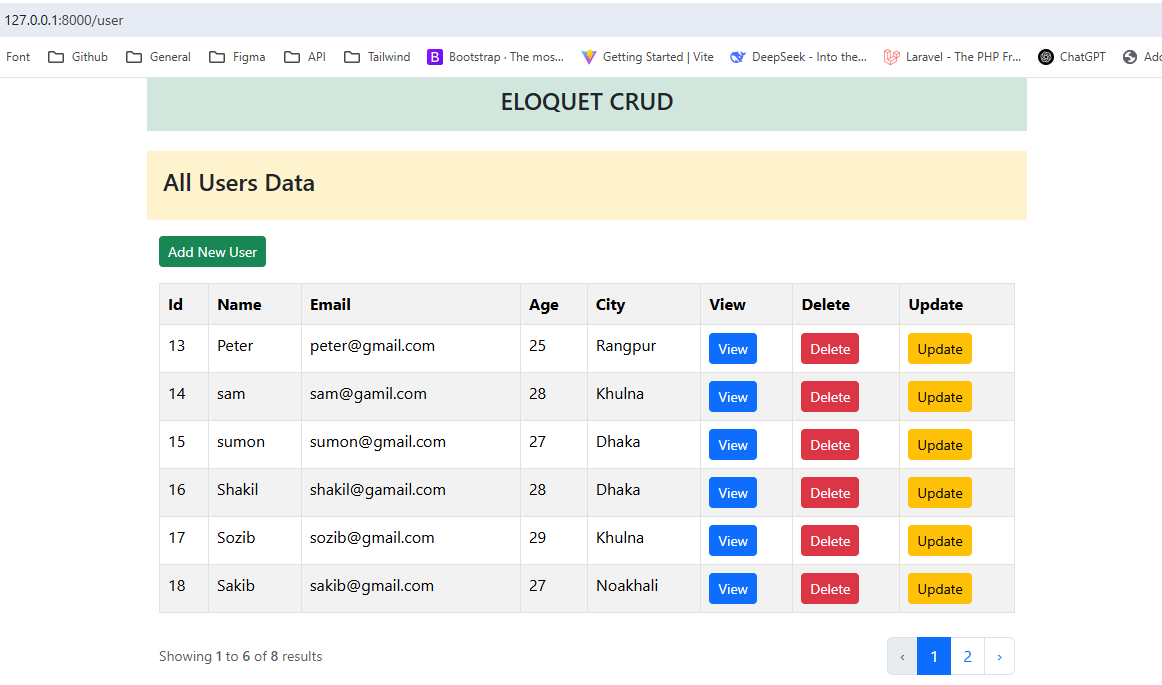 127.0.0.1:8000/user
Font Github General Figma API Tailwind B Bootstrap · The mos... Getting Started | Vite DeepSeek - Into the... Laravel - The PHP Fr... ChatGPT
ELOQUET CRUD
All Users Data
Add New User
Id Name Email Age City View Delete Update
13 Peter peter@gmail.com 25 Rangpur View Delete Update
14 sam sam@gamil.com 28 Khulna View Delete Update
15 sumon sumon@gmail.com 27 Dhaka View Delete Update
16 Shakil shakil@gamail.com 28 Dhaka View Delete Update
17 Sozib sozib@gmail.com 29 Khulna View Delete Update
18 Sakib sakib@gmail.com 27 Noakhali View Delete Update
Showing 1 to 6 of 8 results ‹ 1 2 ›